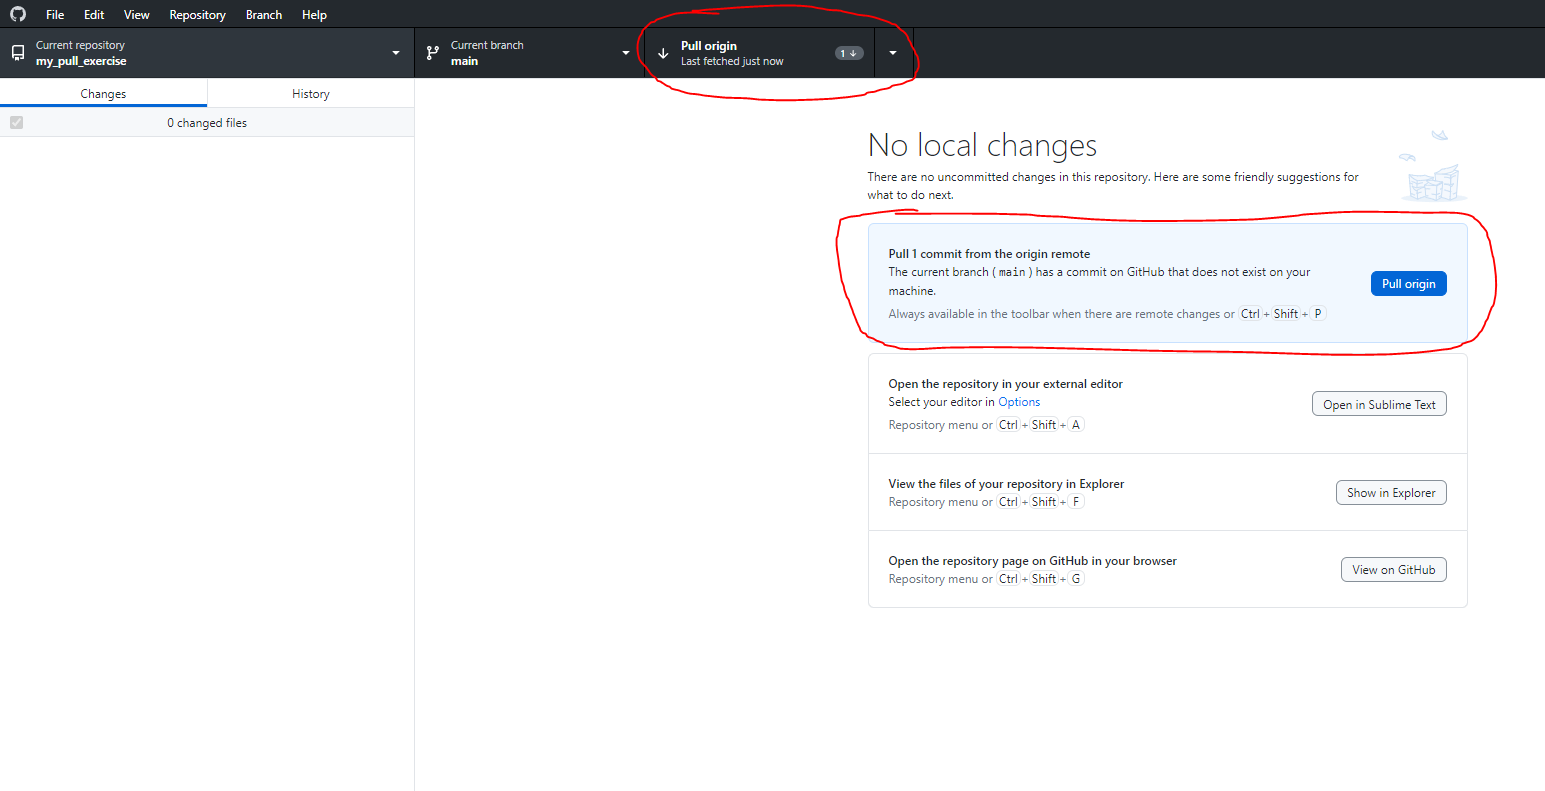 File Edit View Repository Branch Help
Current repository
my_pull_exercise
Current branch
main
Pull origin
Last fetched just now
1
Changes History
0 changed files
No local changes
There are no uncommitted changes in this repository. Here are some friendly suggestions for
what to do next.
Pull 1 commit from the origin remote
The current branch ( main ) has a commit on GitHub that does not exist on your
machine.
Always available in the toolbar when there are remote changes or Ctrl + Shift + P
Pull origin
Open the repository in your external editor
Select your editor in Options
Repository menu or Ctrl + Shift + A
Open in Sublime Text
View the files of your repository in Explorer
Repository menu or Ctrl + Shift + F
Show in Explorer
Open the repository page on GitHub in your browser
Repository menu or Ctrl + Shift + G
View on GitHub